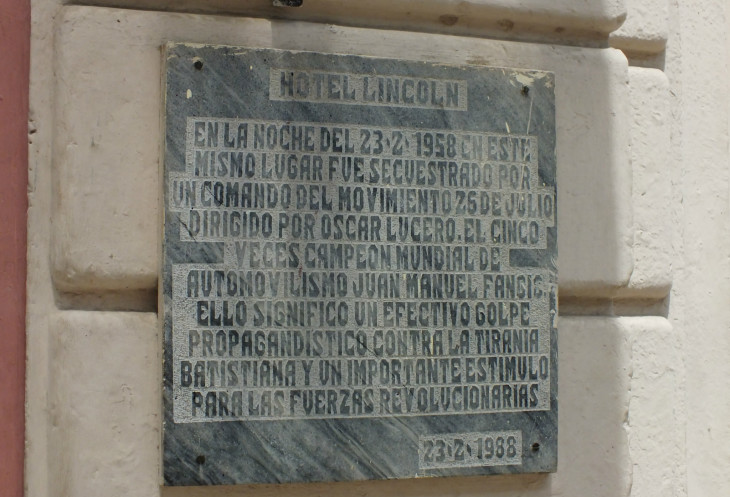 HOTEL LINCOLN
EN LA NOCHE DEL 23·2·1958 EN ESTE
MISMO LUGAR FUE SECUESTRADO POR
UN COMANDO DEL MOVIMIENTO 26 DE JULIO
DIRIGIDO POR OSCAR LUCERO. EL CINCO
VECES CAMPEON MUNDIAL DE
AUTOMOVILISMO JUAN MANUEL FANGIO.
ELLO SIGNIFICO UN EFECTIVO GOLPE
PROPAGANDÍSTICO CONTRA LA TIRANIA
BATISTIANA Y UN IMPORTANTE ESTIMULO
PARA LAS FUERZAS REVOLUCIONARIAS
23·2·1988